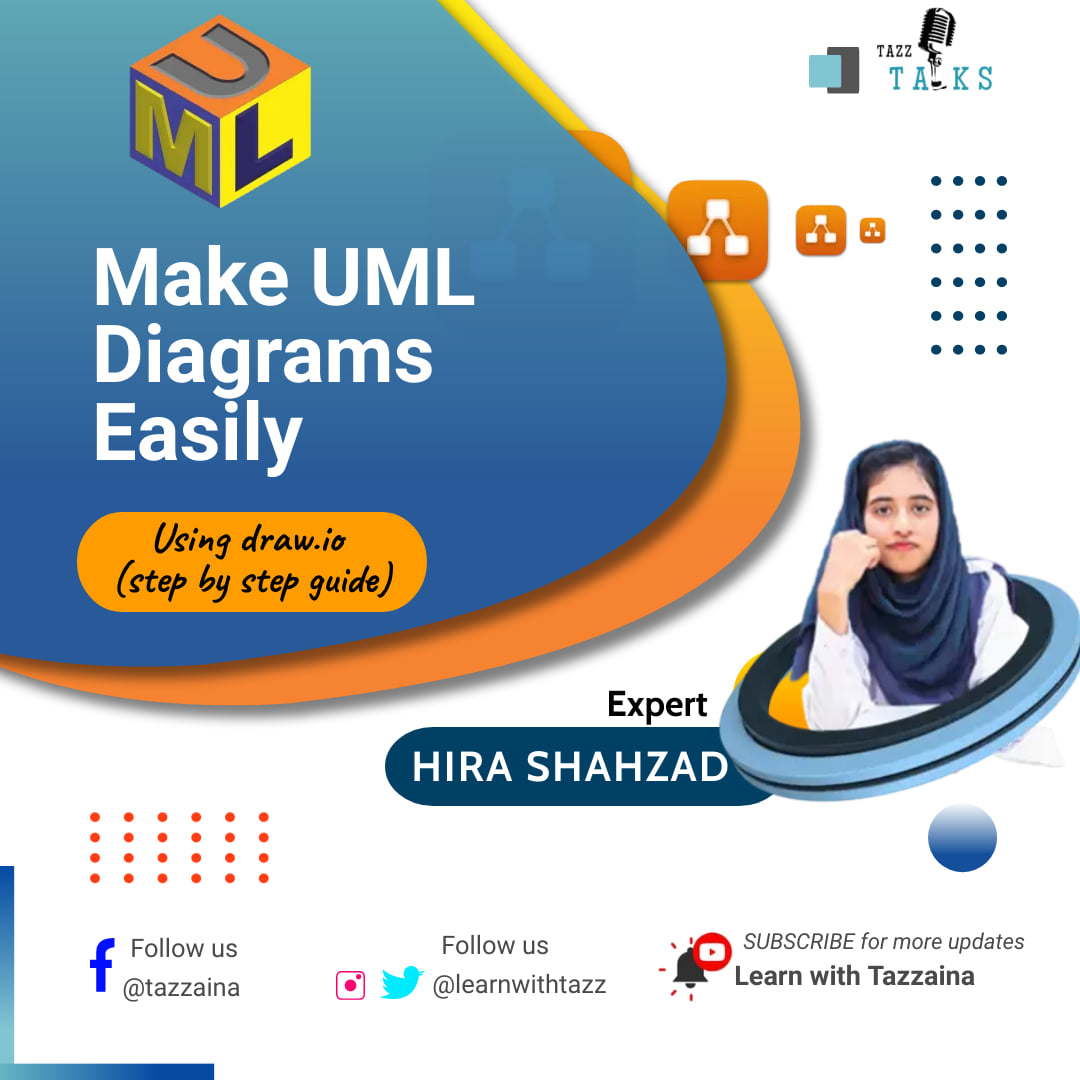 UML
TAZZ
TALKS
Make UML
Diagrams
Easily
Using draw.io
(step by step guide)
Expert
HIRA SHAHZAD
Follow us
@tazzaina
Follow us
@learnwithtazz
SUBSCRIBE for more updates
Learn with Tazzaina